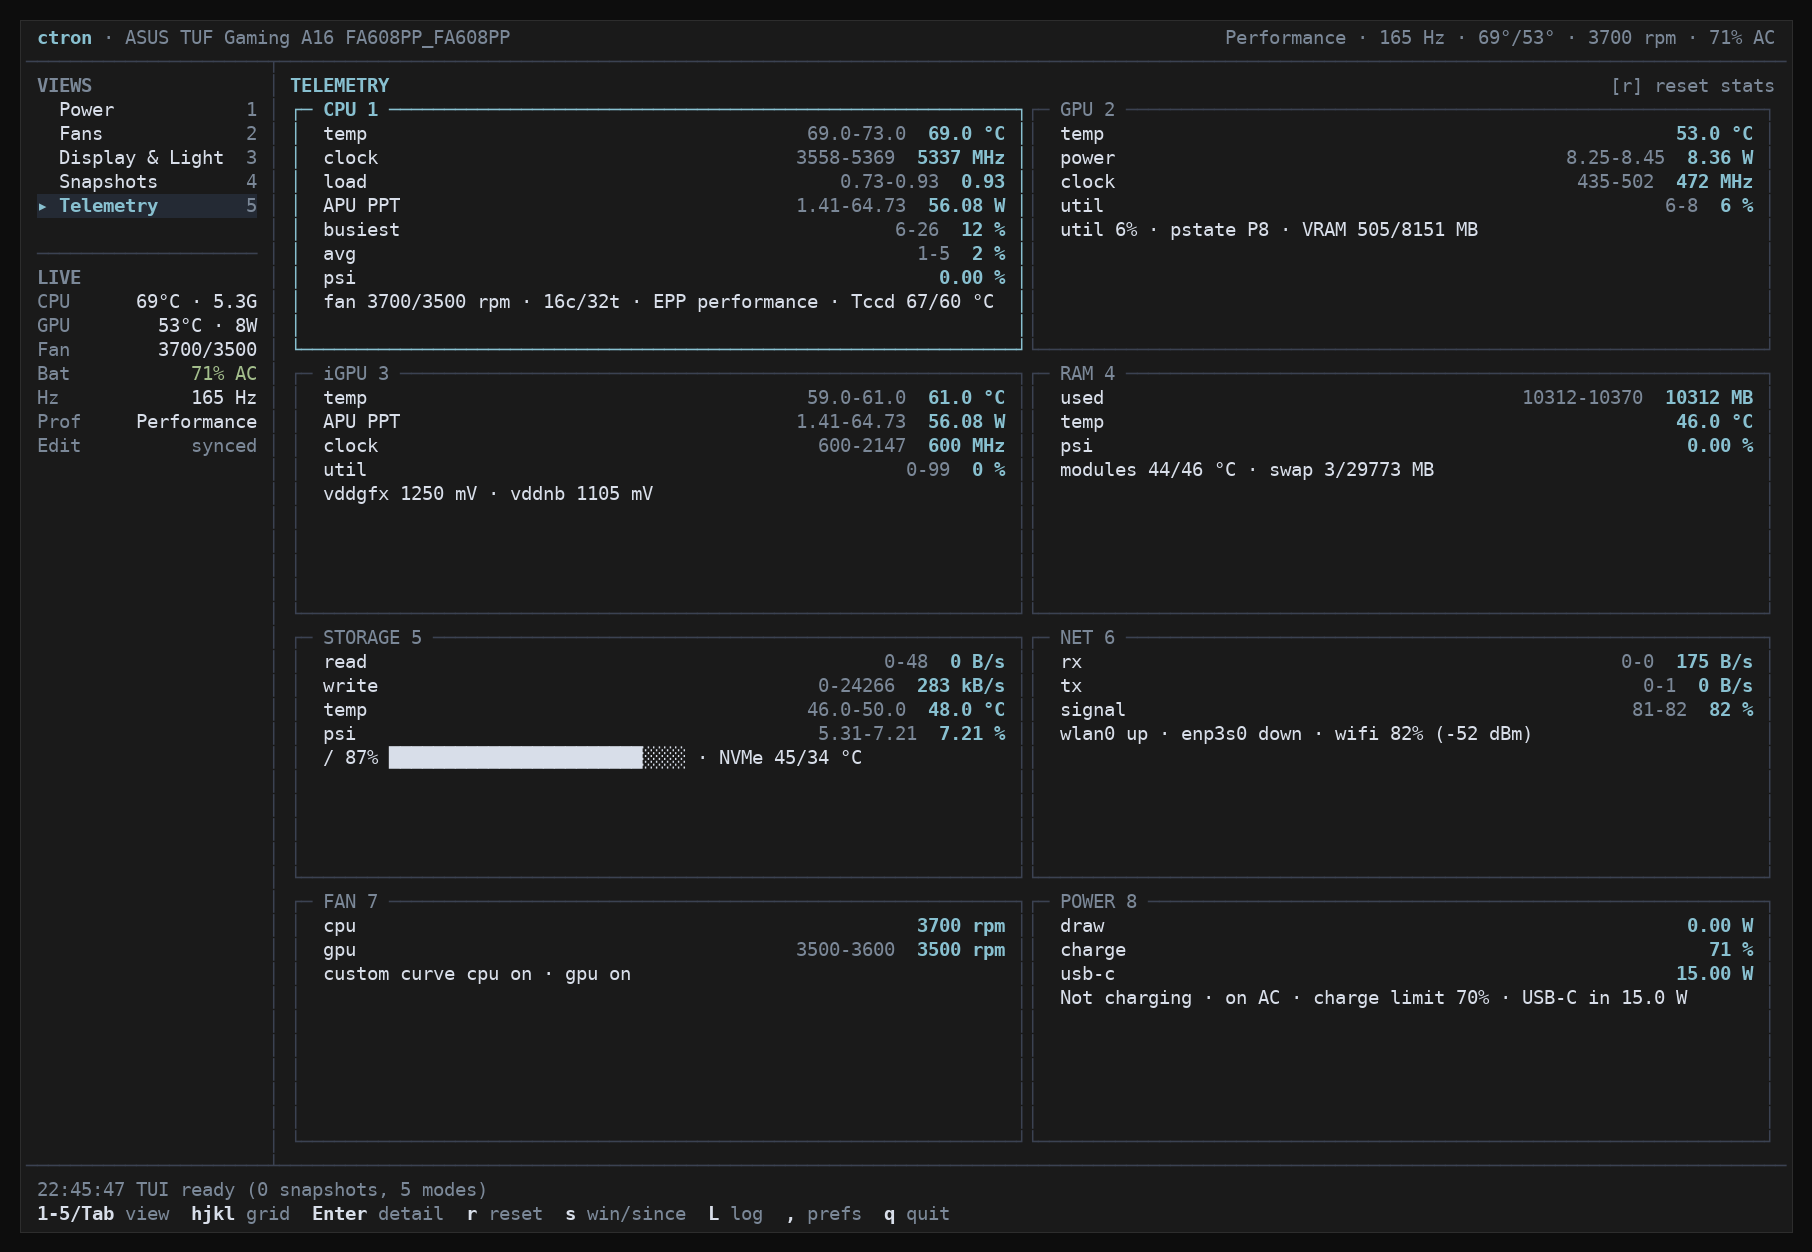 ctron · ASUS TUF Gaming A16 FA608PP_FA608PP Performance · 165 Hz · 69°/53° · 3700 rpm · 71% AC
VIEWS
Power 1
Fans 2
Display & Light 3
Snapshots 4
▸ Telemetry 5
LIVE
CPU 69°C · 5.3G
GPU 53°C · 8W
Fan 3700/3500
Bat 71% AC
Hz 165 Hz
Prof Performance
Edit synced
TELEMETRY [r] reset stats
CPU 1
temp 69.0-73.0 69.0 °C
clock 3558-5369 5337 MHz
load 0.73-0.93 0.93
APU PPT 1.41-64.73 56.08 W
busiest 6-26 12 %
avg 1-5 2 %
psi 0.00 %
fan 3700/3500 rpm · 16c/32t · EPP performance · Tccd 67/60 °C
GPU 2
temp 53.0 °C
power 8.25-8.45 8.36 W
clock 435-502 472 MHz
util 6-8 6 %
util 6% · pstate P8 · VRAM 505/8151 MB
iGPU 3
temp 59.0-61.0 61.0 °C
APU PPT 1.41-64.73 56.08 W
clock 600-2147 600 MHz
util 0-99 0 %
vddgfx 1250 mV · vddnb 1105 mV
RAM 4
used 10312-10370 10312 MB
temp 46.0 °C
psi 0.00 %
modules 44/46 °C · swap 3/29773 MB
STORAGE 5
read 0-48 0 B/s
write 0-24266 283 kB/s
temp 46.0-50.0 48.0 °C
psi 5.31-7.21 7.21 %
/ 87% · NVMe 45/34 °C
NET 6
rx 0-0 175 B/s
tx 0-1 0 B/s
signal 81-82 82 %
wlan0 up · enp3s0 down · wifi 82% (-52 dBm)
FAN 7
cpu 3700 rpm
gpu 3500-3600 3500 rpm
custom curve cpu on · gpu on
POWER 8
draw 0.00 W
charge 71 %
usb-c 15.00 W
Not charging · on AC · charge limit 70% · USB-C in 15.0 W
22:45:47 TUI ready (0 snapshots, 5 modes)
1-5/Tab view hjkl grid Enter detail r reset s win/since L log , prefs q quit